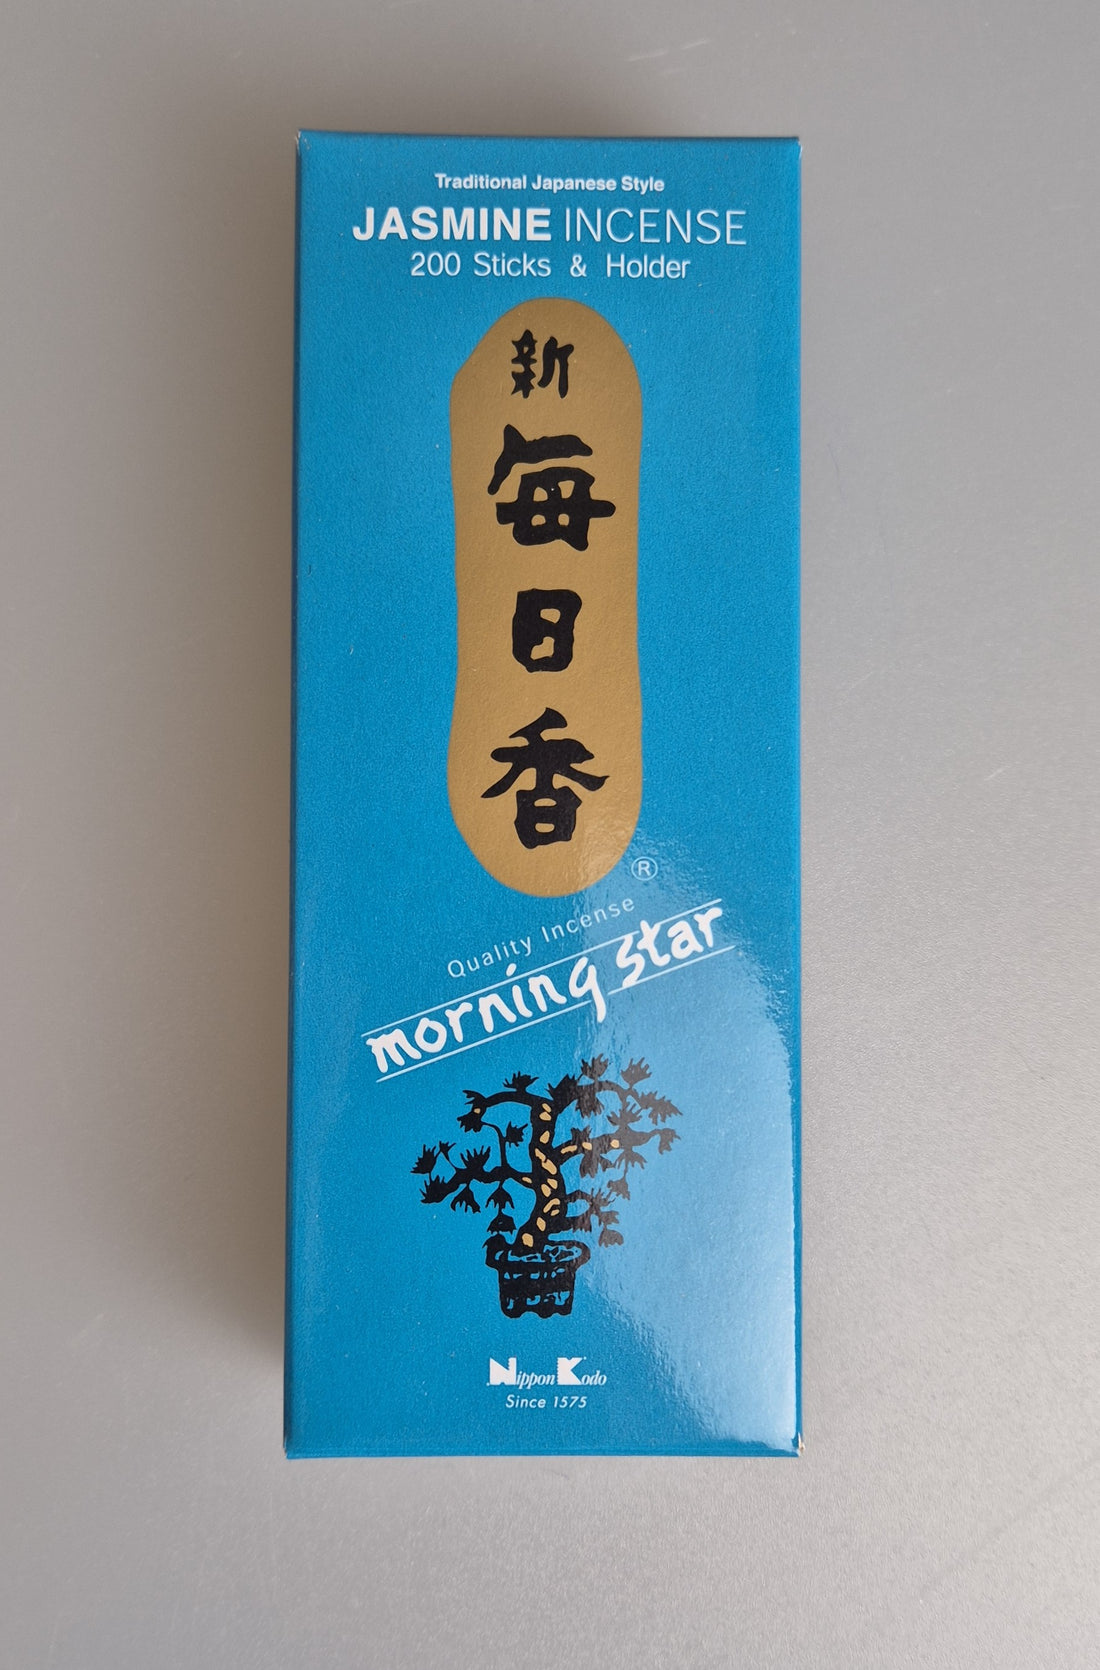 Traditional Japanese Style
JASMINE INCENSE
200 Sticks & Holder
新
毎
日
香
®
Quality Incense
morning star
Nippon Kodo
Since 1575